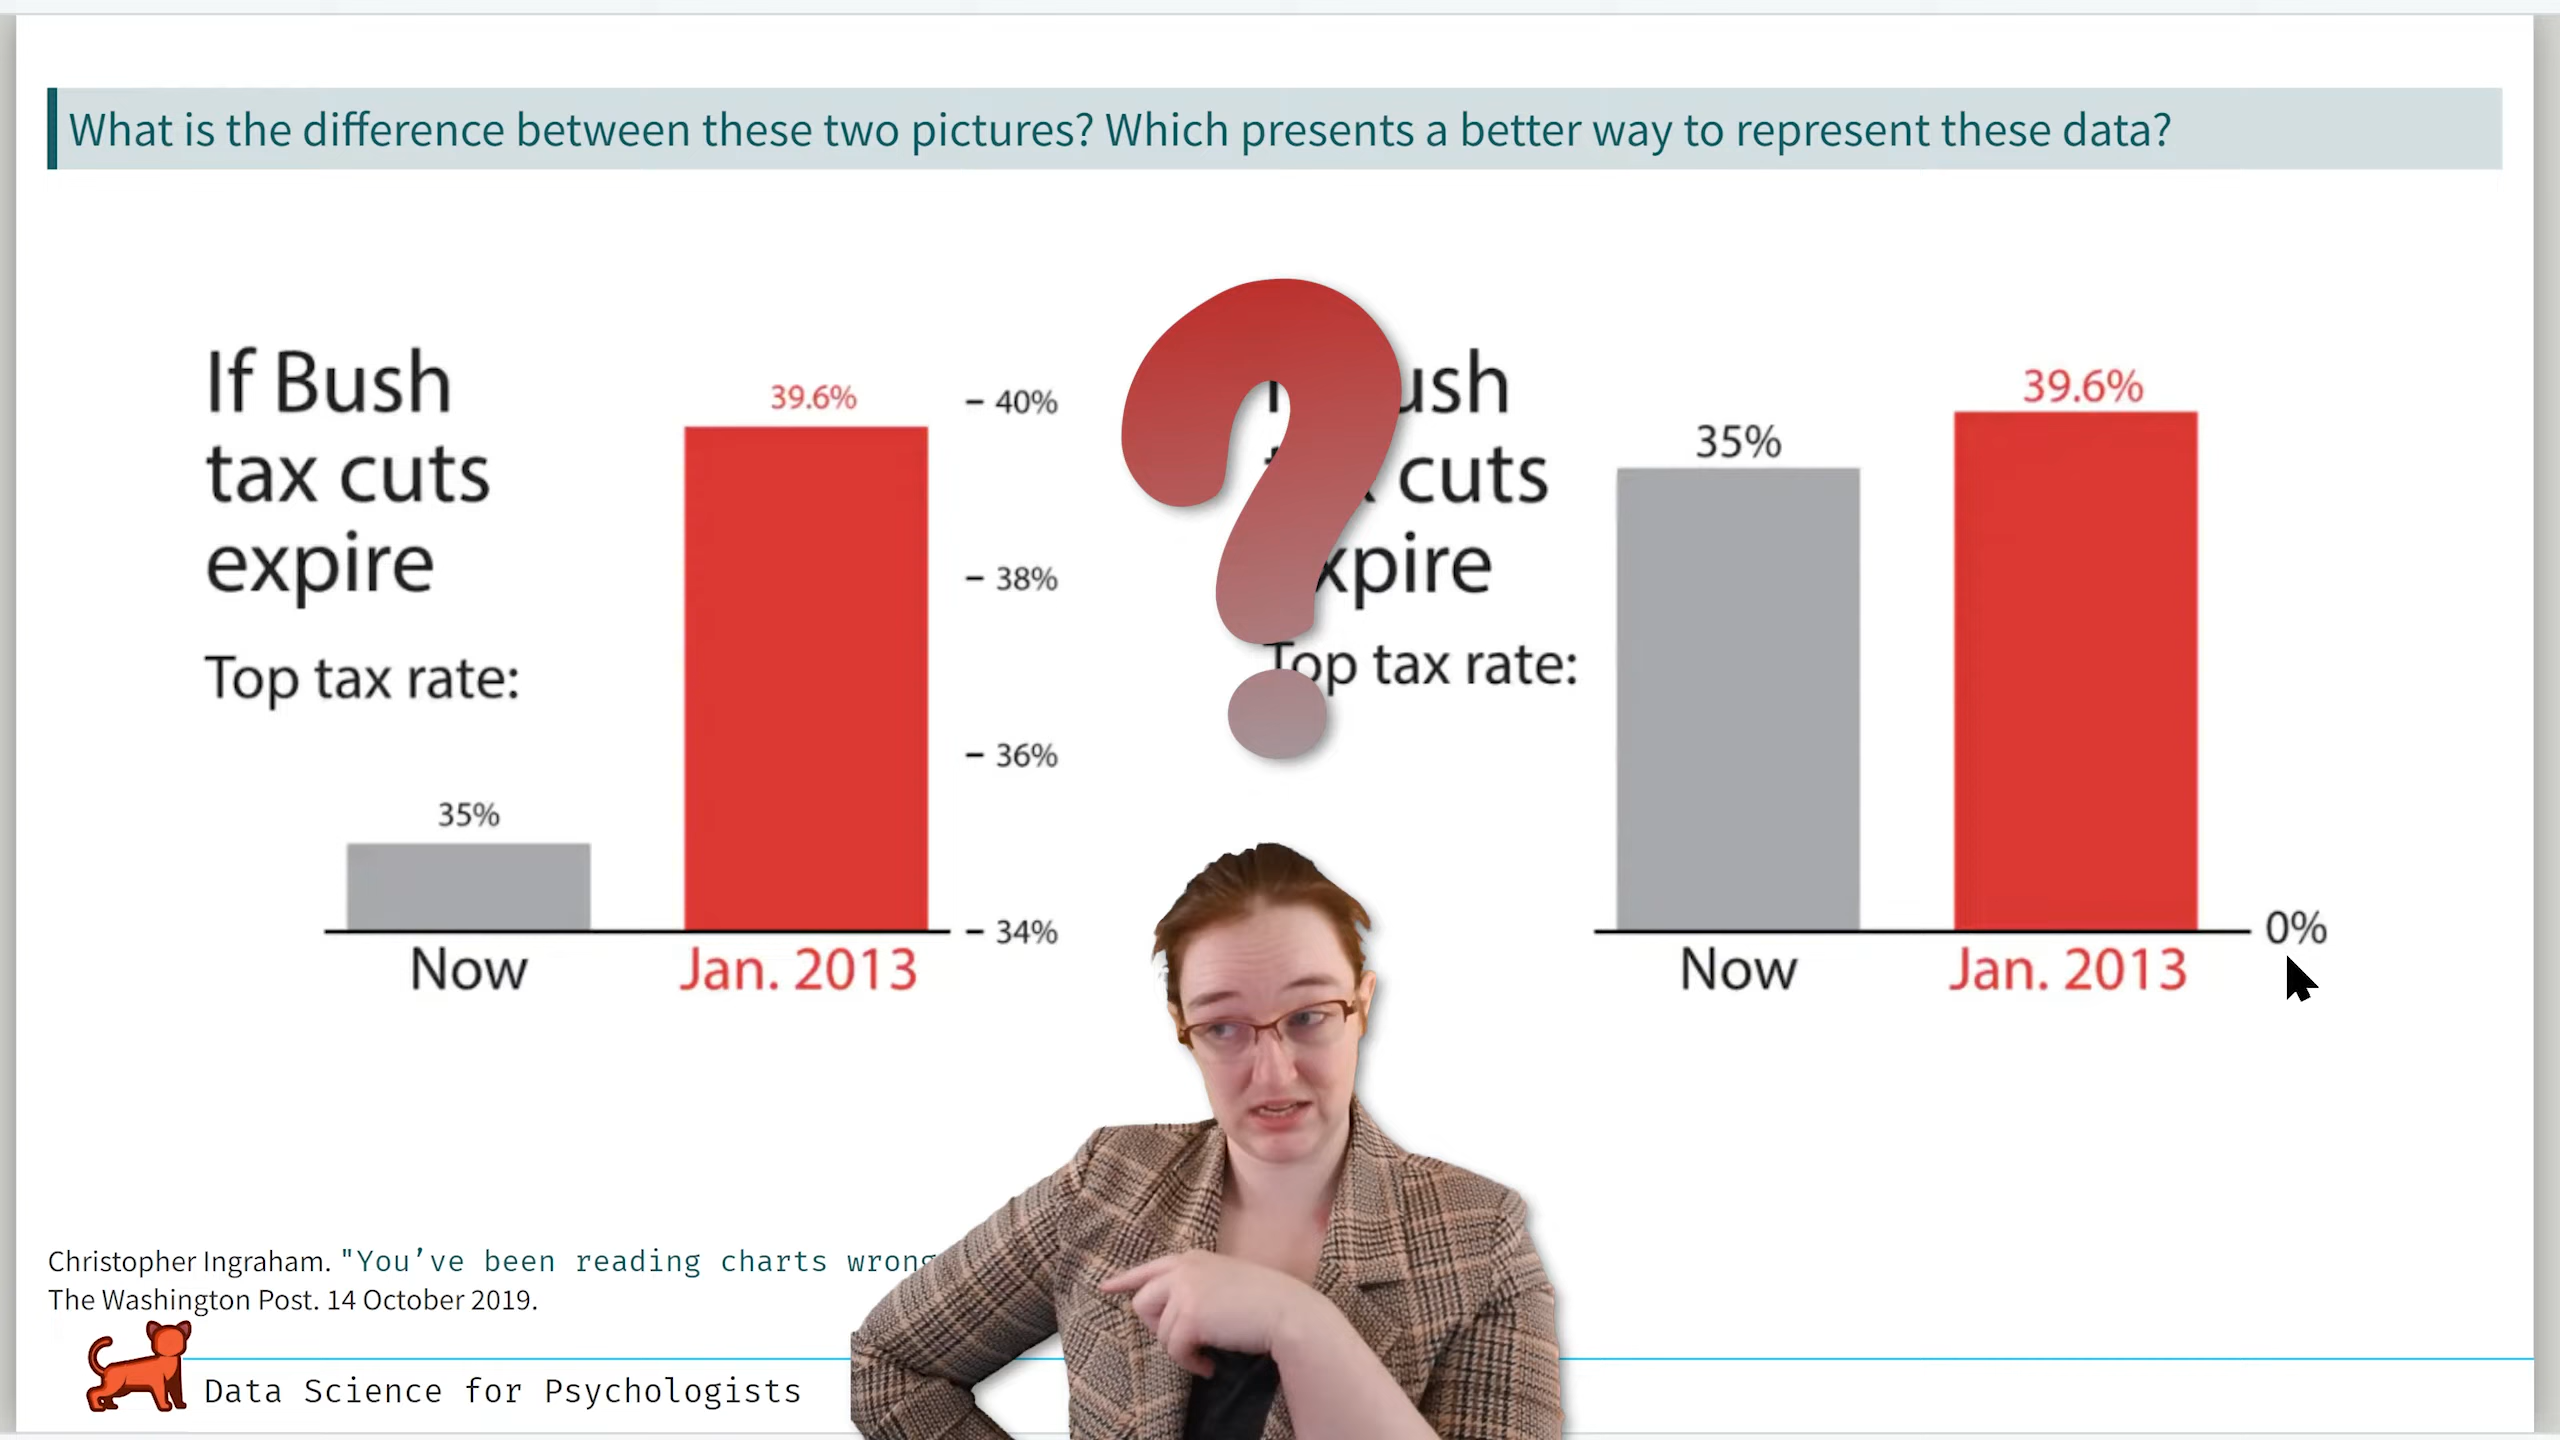 What is the difference between these two pictures? Which presents a better way to represent these data?
If Bush
tax cuts
expire
Top tax rate:
35%
39.6%
40%
38%
36%
34%
Now
Jan. 2013
cuts
Top tax rate:
35%
39.6%
0%
Now
Jan. 2013
Christopher Ingraham. "You’ve been reading charts wrong
The Washington Post. 14 October 2019.
Data Science for Psychologists